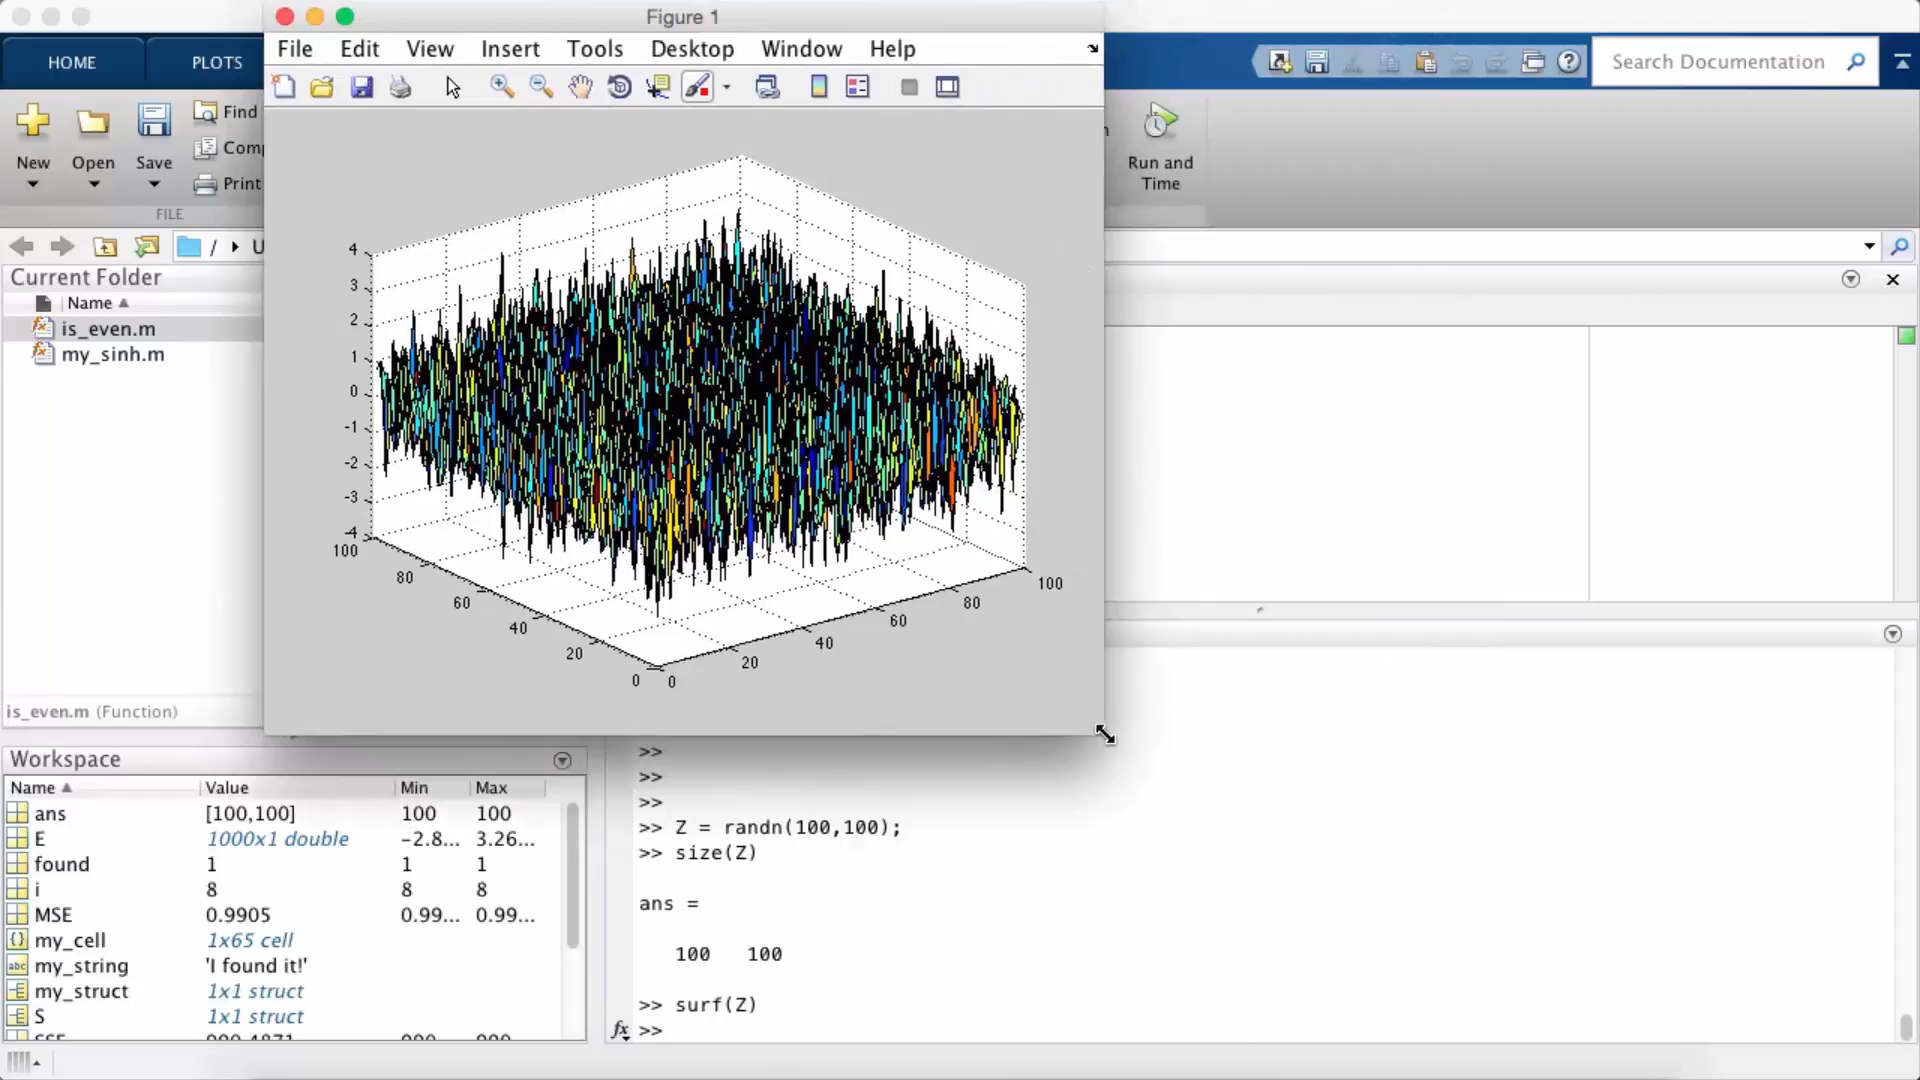 Figure 1
File Edit View Insert Tools Desktop Window Help
HOME PLOTS
Search Documentation
New Open Save
Find
Print
Run and Time
FILE
/ U
Current Folder
Name
is_even.m
my_sinh.m
is_even.m (Function)
4
3
2
1
0
-1
-2
-3
-4
100
80
60
40
20
0
0
20
40
60
80
100
Workspace
Name Value Min Max
ans [100,100] 100 100
E 1000x1 double -2.8... 3.26...
found 1 1 1
i 8 8 8
MSE 0.9905 0.99... 0.99...
my_cell 1x65 cell
my_string 'I found it!'
my_struct 1x1 struct
S 1x1 struct
>>
>>
>>
>> Z = randn(100,100);
>> size(Z)
ans =
100 100
>> surf(Z)
fx >>